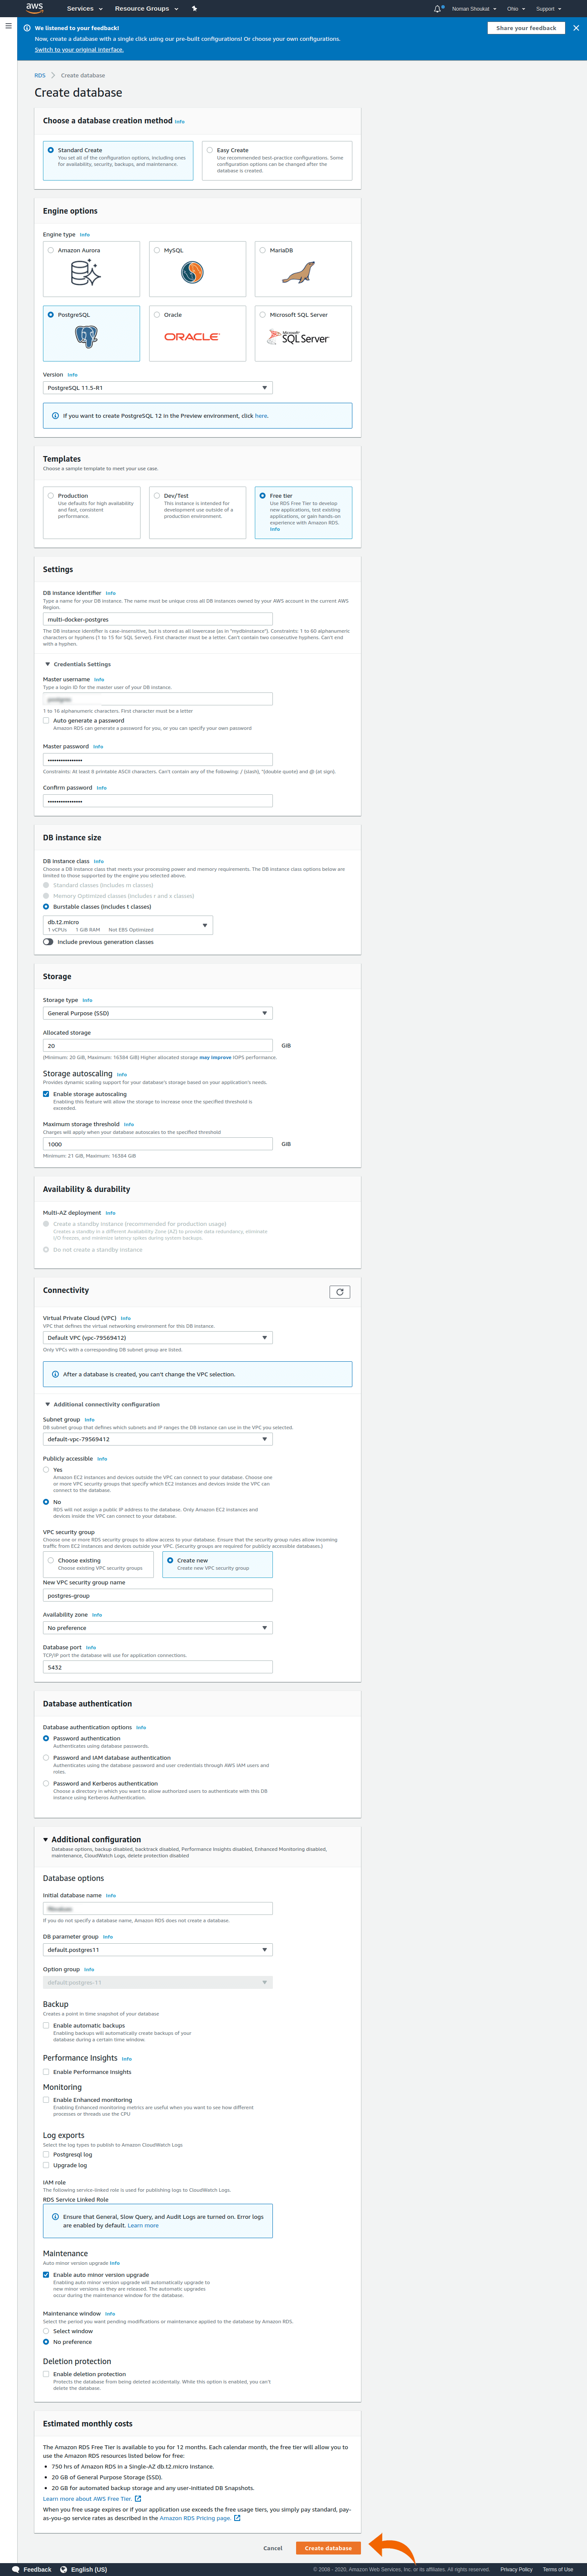 aws
Services
Resource Groups
Noman Shoukat
Ohio
Support
We listened to your feedback!
Now, create a database with a single click using our pre-built configurations! Or choose your own configurations.
Switch to your original interface.
Share your feedback
RDS
Create database
Create database
Choose a database creation method Info
Standard Create
You set all of the configuration options, including ones
for availability, security, backups, and maintenance.
Easy Create
Use recommended best-practice configurations. Some
configuration options can be changed after the
database is created.
Engine options
Engine type Info
Amazon Aurora
MySQL
MariaDB
PostgreSQL
Oracle
ORACLE
Microsoft SQL Server
Microsoft
SQL Server
Version Info
PostgreSQL 11.5-R1
If you want to create PostgreSQL 12 in the Preview environment, click here.
Templates
Choose a sample template to meet your use case.
Production
Use defaults for high availability
and fast, consistent
performance.
Dev/Test
This instance is intended for
development use outside of a
production environment.
Free tier
Use RDS Free Tier to develop
new applications, test existing
applications, or gain hands-on
experience with Amazon RDS.
Info
Settings
DB instance identifier Info
Type a name for your DB instance. The name must be unique cross all DB instances owned by your AWS account in the current AWS
Region.
multi-docker-postgres
The DB instance identifier is case-insensitive, but is stored as all lowercase (as in "mydbinstance"). Constraints: 1 to 60 alphanumeric
characters or hyphens (1 to 15 for SQL Server). First character must be a letter. Can't contain two consecutive hyphens. Can't end
with a hyphen.
Credentials Settings
Master username Info
Type a login ID for the master user of your DB instance.
1 to 16 alphanumeric characters. First character must be a letter
Auto generate a password
Amazon RDS can generate a password for you, or you can specify your own password
Master password Info
Constraints: At least 8 printable ASCII characters. Can't contain any of the following: / (slash), "(double quote) and @ (at sign).
Confirm password Info
DB instance size
DB instance class Info
Choose a DB instance class that meets your processing power and memory requirements. The DB instance class options below are
limited to those supported by the engine you selected above.
Standard classes (includes m classes)
Memory Optimized classes (includes r and x classes)
Burstable classes (includes t classes)
db.t2.micro
1 vCPUs 1 GiB RAM Not EBS Optimized
Include previous generation classes
Storage
Storage type Info
General Purpose (SSD)
Allocated storage
20
GiB
(Minimum: 20 GiB, Maximum: 16384 GiB) Higher allocated storage may improve IOPS performance.
Storage autoscaling Info
Provides dynamic scaling support for your database's storage based on your application's needs.
Enable storage autoscaling
Enabling this feature will allow the storage to increase once the specified threshold is
exceeded.
Maximum storage threshold Info
Charges will apply when your database autoscales to the specified threshold
1000
GiB
Minimum: 21 GiB, Maximum: 16384 GiB
Availability & durability
Multi-AZ deployment Info
Create a standby instance (recommended for production usage)
Creates a standby in a different Availability Zone (AZ) to provide data redundancy, eliminate
I/O freezes, and minimize latency spikes during system backups.
Do not create a standby instance
Connectivity
Virtual Private Cloud (VPC) Info
VPC that defines the virtual networking environment for this DB instance.
Default VPC (vpc-79569412)
Only VPCs with a corresponding DB subnet group are listed.
After a database is created, you can't change the VPC selection.
Additional connectivity configuration
Subnet group Info
DB subnet group that defines which subnets and IP ranges the DB instance can use in the VPC you selected.
default-vpc-79569412
Publicly accessible Info
Yes
Amazon EC2 instances and devices outside the VPC can connect to your database. Choose one
or more VPC security groups that specify which EC2 instances and devices inside the VPC can
connect to the database.
No
RDS will not assign a public IP address to the database. Only Amazon EC2 instances and
devices inside the VPC can connect to your database.
VPC security group
Choose one or more RDS security groups to allow access to your database. Ensure that the security group rules allow incoming
traffic from EC2 instances and devices outside your VPC. (Security groups are required for publicly accessible databases.)
Choose existing
Choose existing VPC security groups
Create new
Create new VPC security group
New VPC security group name
postgres-group
Availability zone Info
No preference
Database port Info
TCP/IP port the database will use for application connections.
5432
Database authentication
Database authentication options Info
Password authentication
Authenticates using database passwords.
Password and IAM database authentication
Authenticates using the database password and user credentials through AWS IAM users and
roles.
Password and Kerberos authentication
Choose a directory in which you want to allow authorized users to authenticate with this DB
instance using Kerberos Authentication.
Additional configuration
Database options, backup disabled, backtrack disabled, Performance Insights disabled, Enhanced Monitoring disabled,
maintenance, CloudWatch Logs, delete protection disabled
Database options
Initial database name Info
If you do not specify a database name, Amazon RDS does not create a database.
DB parameter group Info
default.postgres11
Option group Info
default:postgres-11
Backup
Creates a point in time snapshot of your database
Enable automatic backups
Enabling backups will automatically create backups of your
database during a certain time window.
Performance Insights Info
Enable Performance Insights
Monitoring
Enable Enhanced monitoring
Enabling Enhanced monitoring metrics are useful when you want to see how different
processes or threads use the CPU
Log exports
Select the log types to publish to Amazon CloudWatch Logs
Postgresql log
Upgrade log
IAM role
The following service-linked role is used for publishing logs to CloudWatch Logs.
RDS Service Linked Role
Ensure that General, Slow Query, and Audit Logs are turned on. Error logs
are enabled by default. Learn more
Maintenance
Auto minor version upgrade Info
Enable auto minor version upgrade
Enabling auto minor version upgrade will automatically upgrade to
new minor versions as they are released. The automatic upgrades
occur during the maintenance window for the database.
Maintenance window Info
Select the period you want pending modifications or maintenance applied to the database by Amazon RDS.
Select window
No preference
Deletion protection
Enable deletion protection
Protects the database from being deleted accidentally. While this option is enabled, you can't
delete the database.
Estimated monthly costs
The Amazon RDS Free Tier is available to you for 12 months. Each calendar month, the free tier will allow you to
use the Amazon RDS resources listed below for free:
750 hrs of Amazon RDS in a Single-AZ db.t2.micro Instance.
20 GB of General Purpose Storage (SSD).
20 GB for automated backup storage and any user-initiated DB Snapshots.
Learn more about AWS Free Tier.
When you free usage expires or if your application use exceeds the free usage tiers, you simply pay standard, pay-
as-you-go service rates as described in the Amazon RDS Pricing page.
Cancel
Create database
Feedback
English (US)
© 2008 - 2020, Amazon Web Services, Inc. or its affiliates. All rights reserved.
Privacy Policy
Terms of Use